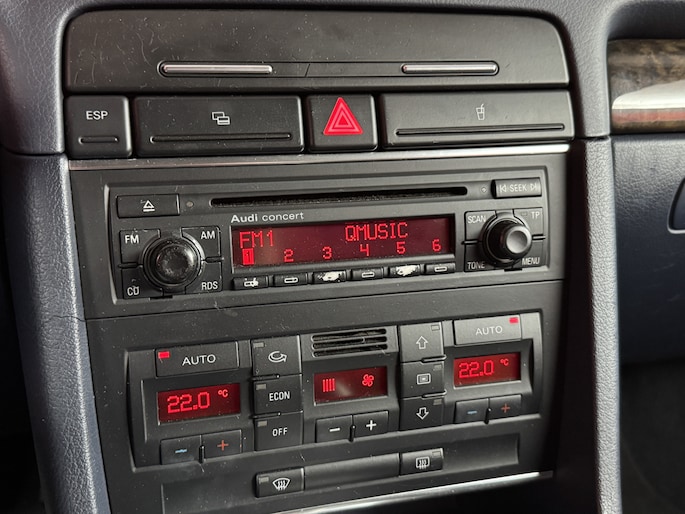 ESP
SEEK
Audi concert
FM AM
FM1 QMUSIC
1 2 3 4 5 6
SCAN TP
CD RDS
TONE MENU
AUTO
AUTO
ECON
OFF
22.0 °C
22.0 °C